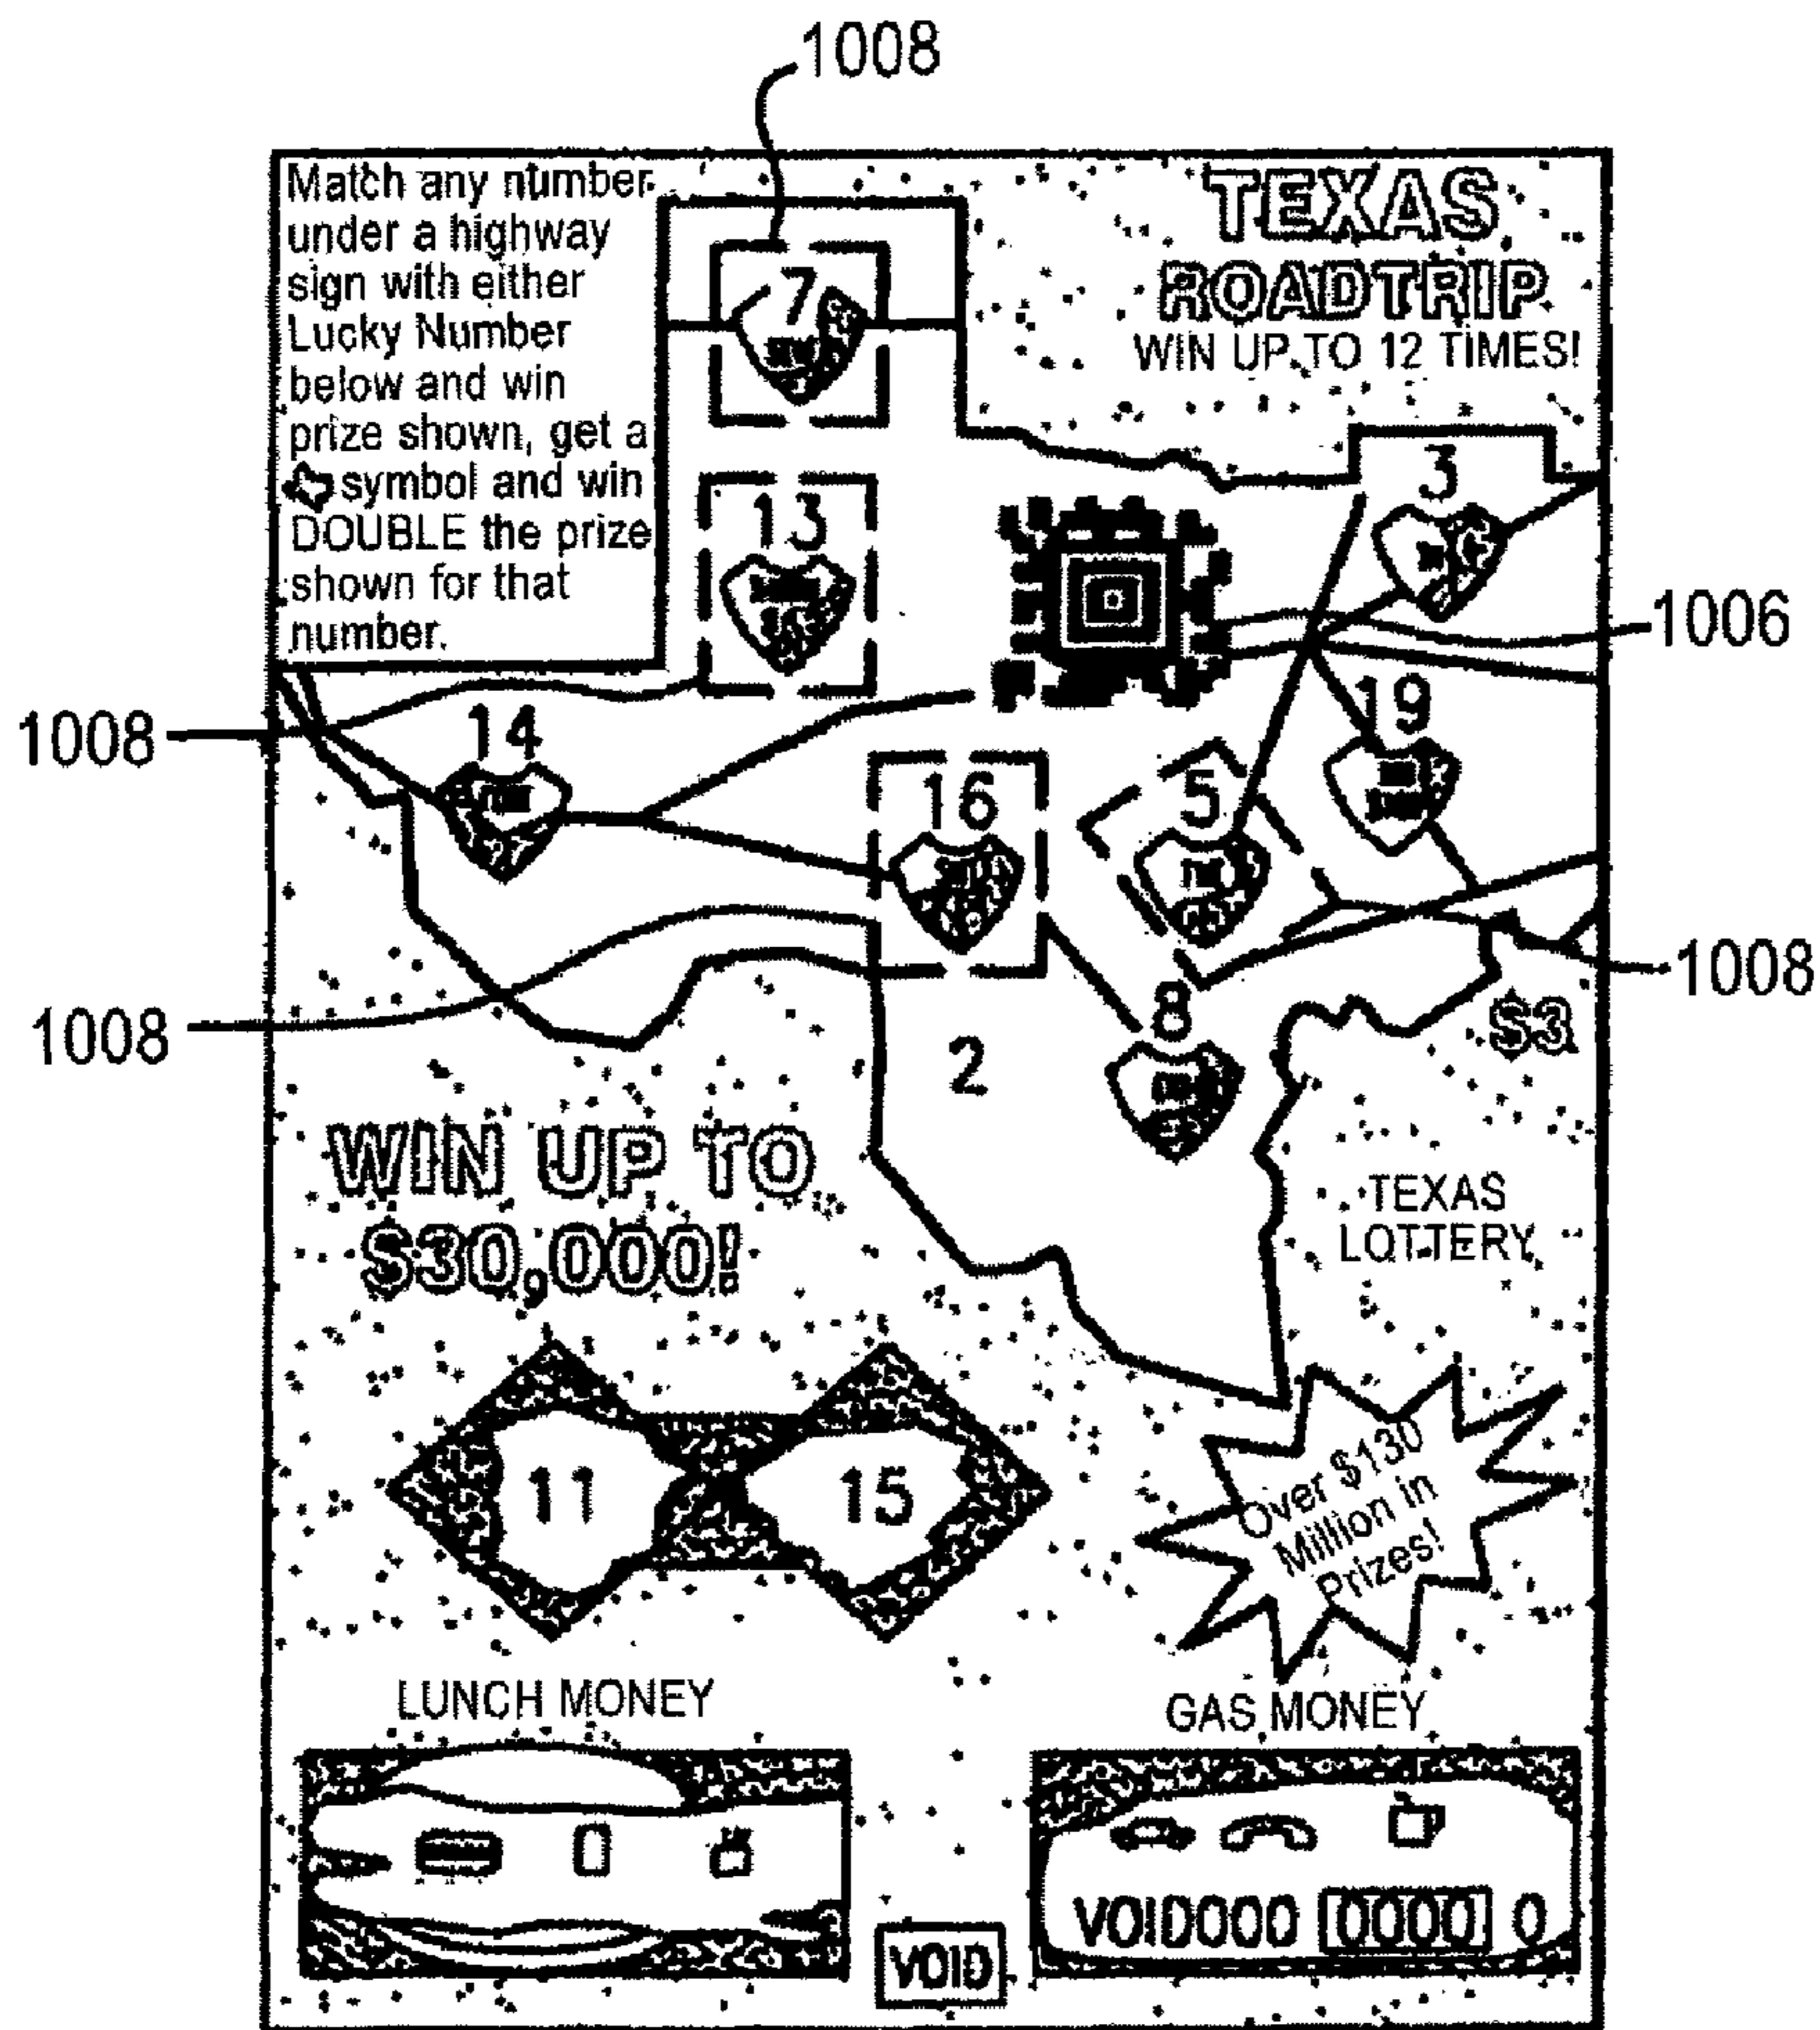 1008
Match any number
under a highway
sign with either
Lucky Number
below and win
prize shown, get a
symbol and win
DOUBLE the prize
shown for that
number.
TEXAS
ROADTRIP
WIN UP TO 12 TIMES!
7
3
13
1006
1008
14
19
16
5
1008
1008
8
2
$3
WIN UP TO
$30,000!
TEXAS
LOTTERY
11
15
Over $130
Million in
Prizes!
LUNCH MONEY
GAS MONEY
VOID000 0000 0
VOID